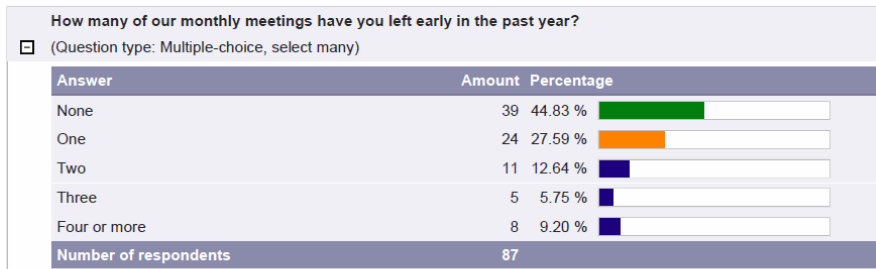 How many of our monthly meetings have you left early in the past year?
(Question type: Multiple-choice, select many)
Answer Amount Percentage
None 39 44.83 %
One 24 27.59 %
Two 11 12.64 %
Three 5 5.75 %
Four or more 8 9.20 %
Number of respondents 87